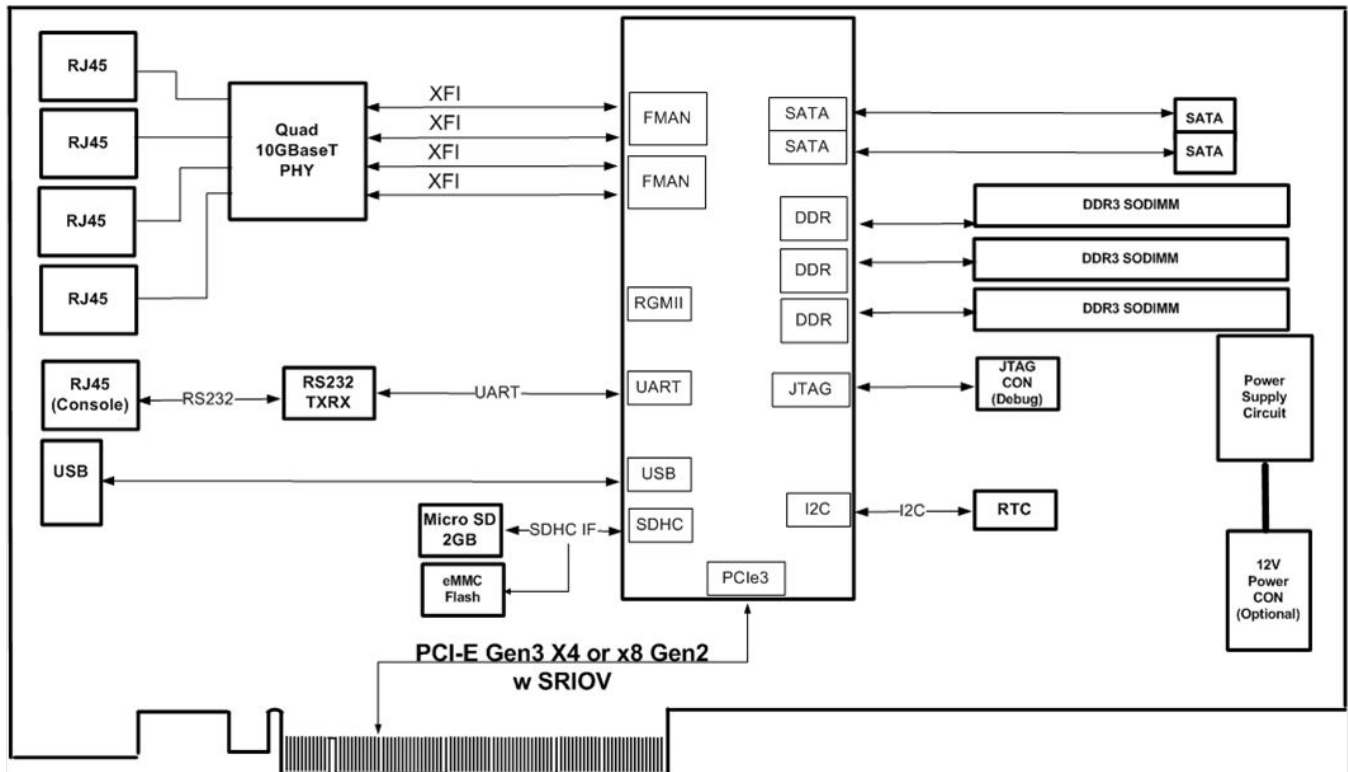 RJ45
RJ45
RJ45
RJ45
Quad
10GBaseT
PHY
XFI
XFI
XFI
XFI
FMAN
FMAN
RGMII
UART
USB
SDHC
PCIe3
SATA
SATA
DDR
DDR
DDR
JTAG
I2C
SATA
SATA
DDR3 SODIMM
DDR3 SODIMM
DDR3 SODIMM
JTAG
CON
(Debug)
Power
Supply
Circuit
I2C
RTC
12V
Power
CON
(Optional)
RJ45
(Console)
RS232
RS232
TXRX
UART
USB
Micro SD
2GB
SDHC IF
eMMC
Flash
PCI-E Gen3 X4 or x8 Gen2
w SRIOV